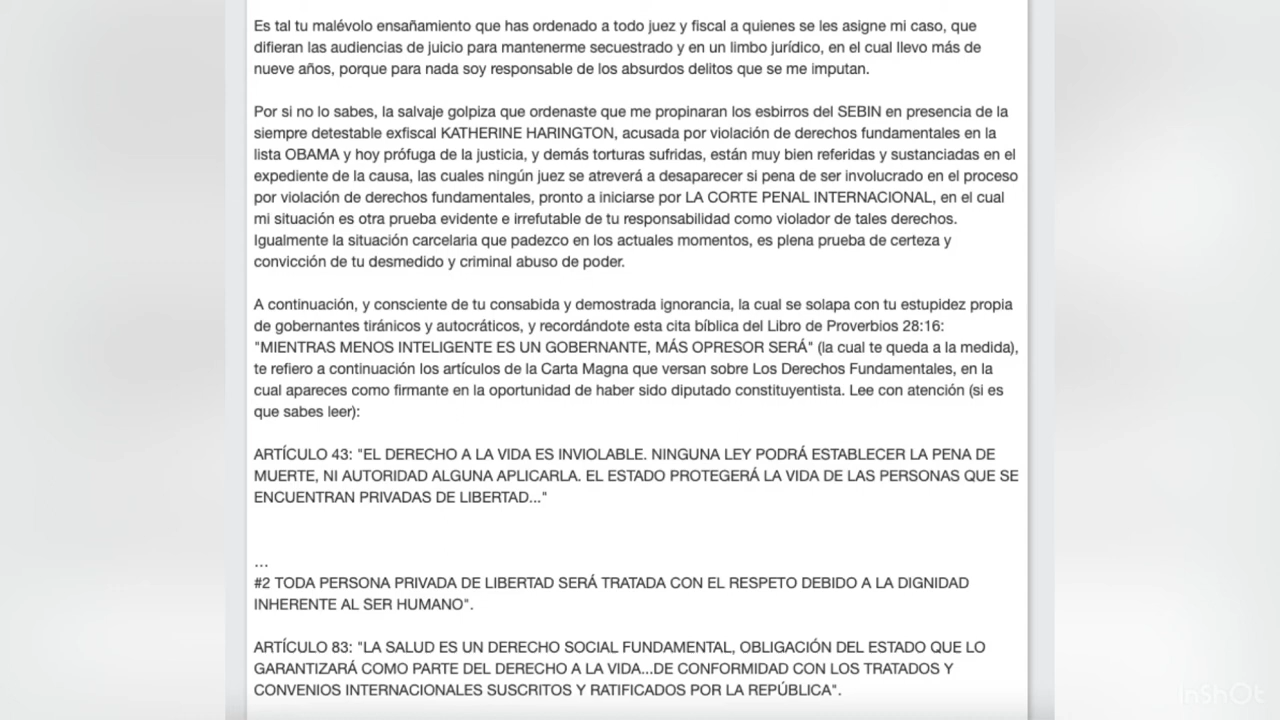 Es tal tu malévolo ensañamiento que has ordenado a todo juez y fiscal a quienes se les asigne mi caso, que
difieran las audiencias de juicio para mantenerme secuestrado y en un limbo jurídico, en el cual llevo más de
nueve años, porque para nada soy responsable de los absurdos delitos que se me imputan.
Por si no lo sabes, la salvaje golpiza que ordenaste que me propinaran los esbirros del SEBIN en presencia de la
siempre detestable exfiscal KATHERINE HARINGTON, acusada por violación de derechos fundamentales en la
lista OBAMA y hoy prófuga de la justicia, y demás torturas sufridas, están muy bien referidas y sustanciadas en el
expediente de la causa, las cuales ningún juez se atreverá a desaparecer si pena de ser involucrado en el proceso
por violación de derechos fundamentales, pronto a iniciarse por LA CORTE PENAL INTERNACIONAL, en el cual
mi situación es otra prueba evidente e irrefutable de tu responsabilidad como violador de tales derechos.
Igualmente la situación carcelaria que padezco en los actuales momentos, es plena prueba de certeza y
convicción de tu desmedido y criminal abuso de poder.
A continuación, y consciente de tu consabida y demostrada ignorancia, la cual se solapa con tu estupidez propia
de gobernantes tiránicos y autocráticos, y recordándote esta cita bíblica del Libro de Proverbios 28:16:
"MIENTRAS MENOS INTELIGENTE ES UN GOBERNANTE, MÁS OPRESOR SERÁ" (la cual te queda a la medida),
te refiero a continuación los artículos de la Carta Magna que versan sobre Los Derechos Fundamentales, en la
cual apareces como firmante en la oportunidad de haber sido diputado constituyentista. Lee con atención (si es
que sabes leer):
ARTÍCULO 43: "EL DERECHO A LA VIDA ES INVIOLABLE. NINGUNA LEY PODRÁ ESTABLECER LA PENA DE
MUERTE, NI AUTORIDAD ALGUNA APLICARLA. EL ESTADO PROTEGERÁ LA VIDA DE LAS PERSONAS QUE SE
ENCUENTRAN PRIVADAS DE LIBERTAD..."
...
#2 TODA PERSONA PRIVADA DE LIBERTAD SERÁ TRATADA CON EL RESPETO DEBIDO A LA DIGNIDAD
INHERENTE AL SER HUMANO".
ARTÍCULO 83: "LA SALUD ES UN DERECHO SOCIAL FUNDAMENTAL, OBLIGACIÓN DEL ESTADO QUE LO
GARANTIZARÁ COMO PARTE DEL DERECHO A LA VIDA...DE CONFORMIDAD CON LOS TRATADOS Y
CONVENIOS INTERNACIONALES SUSCRITOS Y RATIFICADOS POR LA REPÚBLICA".
InShOt